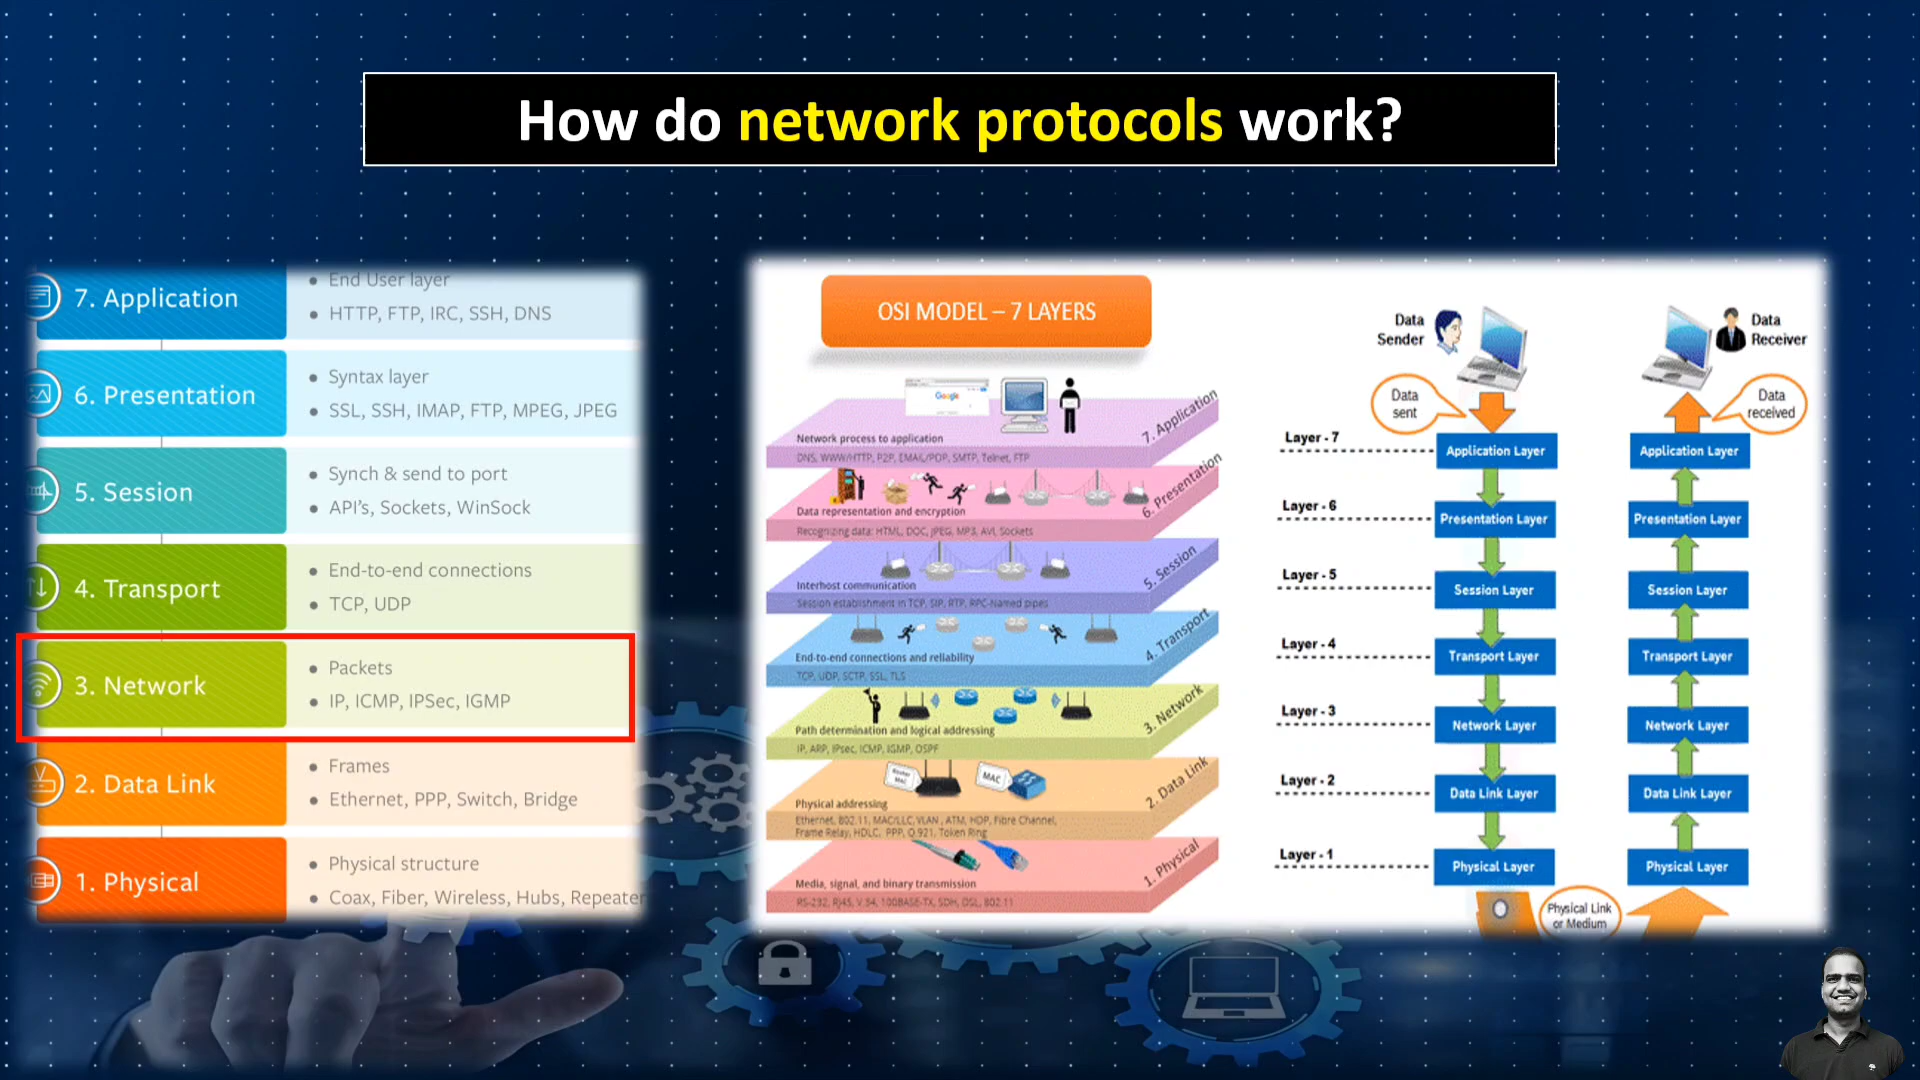 How do network protocols work?
7. Application
End User layer
HTTP, FTP, IRC, SSH, DNS
6. Presentation
Syntax layer
SSL, SSH, IMAP, FTP, MPEG, JPEG
5. Session
Synch & send to port
API's, Sockets, WinSock
4. Transport
End-to-end connections
TCP, UDP
3. Network
Packets
IP, ICMP, IPSec, IGMP
2. Data Link
Frames
Ethernet, PPP, Switch, Bridge
1. Physical
Physical structure
Coax, Fiber, Wireless, Hubs, Repeater
OSI MODEL – 7 LAYERS
Google
7. Application
Network process to application
DNS, WWW/HTTP, P2P, EMAIL/POP, SMTP, Telnet, FTP
6. Presentation
Data representation and encryption
Recognizing data: HTML, DOC, JPEG, MP3, AVI, Sockets
5. Session
Interhost communication
Session establishment in TCP, SIP, RTP, RPC-Named pipes
4. Transport
End-to-end connections and reliability
TCP, UDP, SCTP, SSL, TLS
3. Network
Path determination and logical addressing
IP, ARP, IPsec, ICMP, IGMP, OSPF
Router MAC
MAC
2. Data Link
Physical addressing
Ethernet, 802.11, MAC/LLC, VLAN, ATM, HDP, Fibre Channel,
Frame Relay, HDLC, PPP, Q.921, Token Ring
1. Physical
Media, signal, and binary transmission
RS-232, RJ45, V.34, 100BASE-TX, SDH, DSL, 802.11
Data
Sender
Data
Receiver
Data
sent
Data
received
Layer - 7
Application Layer
Application Layer
Layer - 6
Presentation Layer
Presentation Layer
Layer - 5
Session Layer
Session Layer
Layer - 4
Transport Layer
Transport Layer
Layer - 3
Network Layer
Network Layer
Layer - 2
Data Link Layer
Data Link Layer
Layer - 1
Physical Layer
Physical Layer
Physical Link
or Medium